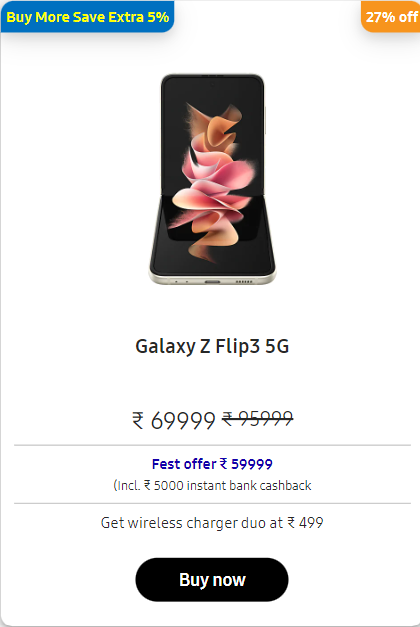 Buy More Save Extra 5%
27% off
Galaxy Z Flip3 5G
₹ 69999 ₹ 95999
Fest offer ₹ 59999
(Incl. ₹ 5000 instant bank cashback
Get wireless charger duo at ₹ 499
Buy now